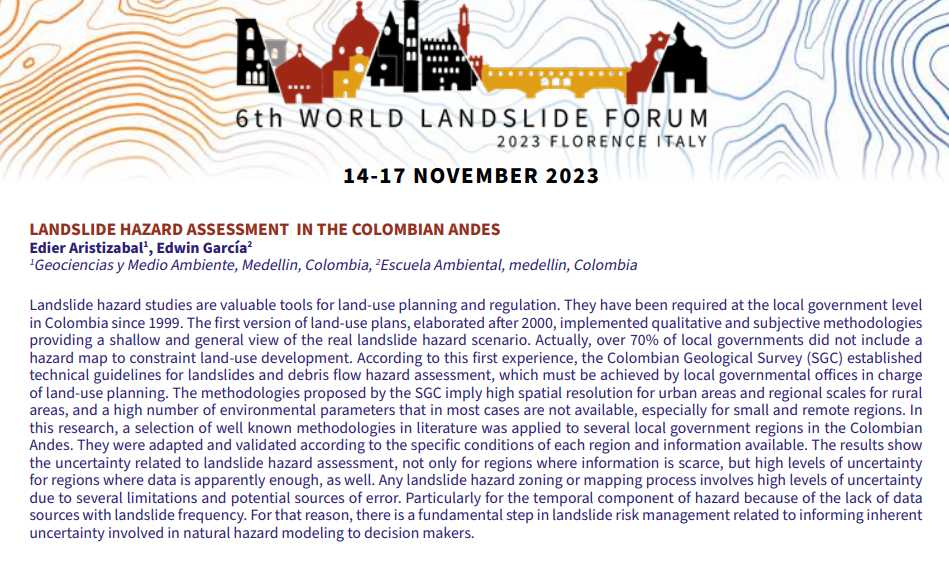 6th WORLD LANDSLIDE FORUM
2023 FLORENCE ITALY
14-17 NOVEMBER 2023
LANDSLIDE HAZARD ASSESSMENT IN THE COLOMBIAN ANDES
Edier Aristizabal¹, Edwin García²
¹Geociencias y Medio Ambiente, Medellin, Colombia, ²Escuela Ambiental, medellin, Colombia
Landslide hazard studies are valuable tools for land-use planning and regulation. They have been required at the local government level
in Colombia since 1999. The first version of land-use plans, elaborated after 2000, implemented qualitative and subjective methodologies
providing a shallow and general view of the real landslide hazard scenario. Actually, over 70% of local governments did not include a
hazard map to constraint land-use development. According to this first experience, the Colombian Geological Survey (SGC) established
technical guidelines for landslides and debris flow hazard assessment, which must be achieved by local governmental offices in charge
of land-use planning. The methodologies proposed by the SGC imply high spatial resolution for urban areas and regional scales for rural
areas, and a high number of environmental parameters that in most cases are not available, especially for small and remote regions. In
this research, a selection of well known methodologies in literature was applied to several local government regions in the Colombian
Andes. They were adapted and validated according to the specific conditions of each region and information available. The results show
the uncertainty related to landslide hazard assessment, not only for regions where information is scarce, but high levels of uncertainty
for regions where data is apparently enough, as well. Any landslide hazard zoning or mapping process involves high levels of uncertainty
due to several limitations and potential sources of error. Particularly for the temporal component of hazard because of the lack of data
sources with landslide frequency. For that reason, there is a fundamental step in landslide risk management related to informing inherent
uncertainty involved in natural hazard modeling to decision makers.